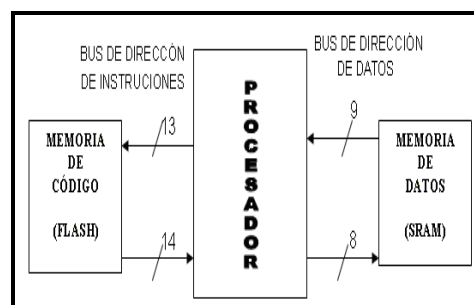 BUS DE DIRECCÓN
DE INSTRUCIONES
BUS DE DIRECCIÓN
DE DATOS
13
14
MEMORIA
DE
CÓDIGO
(FLASH)
PROCESADOR
9
8
MEMORIA
DE
DATOS
(SRAM)